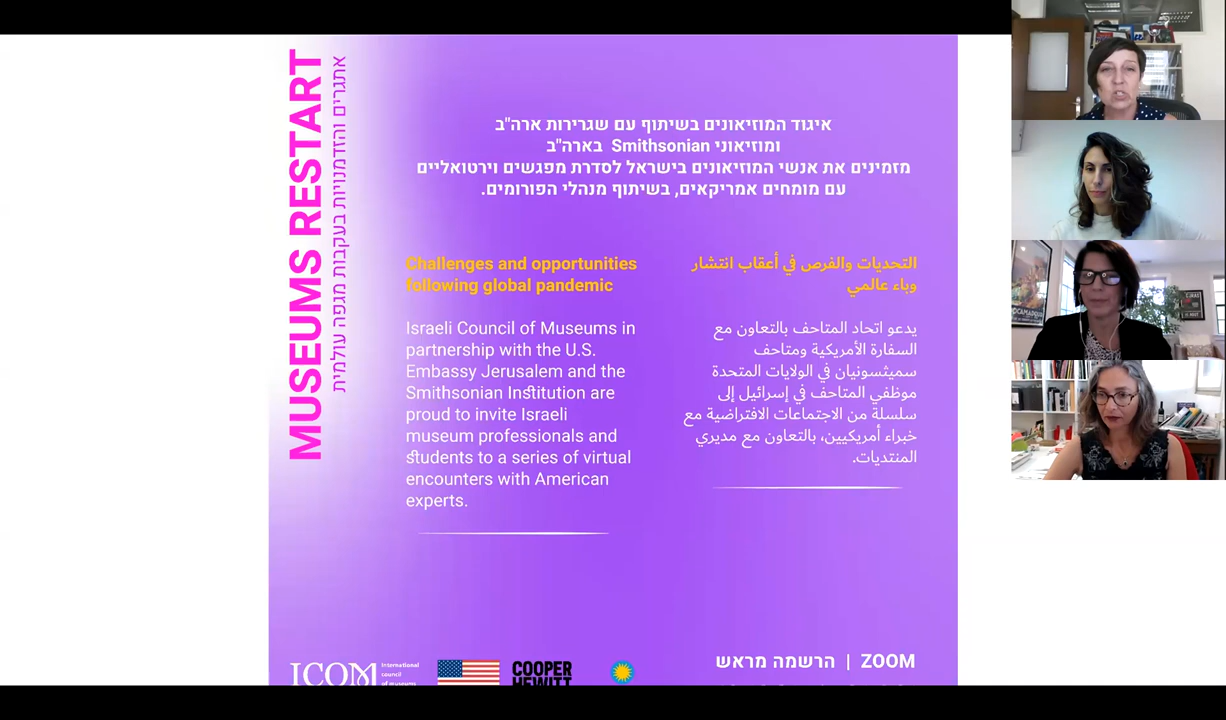 MUSEUMS RESTART
אתגרים והזדמנויות בעקבות מגפה עולמית
איגוד המוזיאונים בשיתוף עם שגרירות ארה"ב
ומוזיאוני Smithsonian בארה"ב
מזמינים את אנשי המוזיאונים בישראל לסדרת מפגשים וירטואליים
עם מומחים אמריקאים, בשיתוף מנהלי הפורומים.
Challenges and opportunities
following global pandemic
Israeli Council of Museums in
partnership with the U.S.
Embassy Jerusalem and the
Smithsonian Institution are
proud to invite Israeli
museum professionals and
students to a series of virtual
encounters with American
experts.
التحديات والفرص في أعقاب انتشار
وباء عالمي
يدعو اتحاد المتاحف بالتعاون مع
السفارة الأمريكية ومتاحف
سميثسونيان في الولايات المتحدة
موظفي المتاحف في إسرائيل إلى
سلسلة من الاجتماعات الافتراضية مع
خبراء أمريكيين، بالتعاون مع مديري
المنتديات.
ICOM
International
council
of museum
COOPER
HEWITT
ZOOM | הרשמה מראש